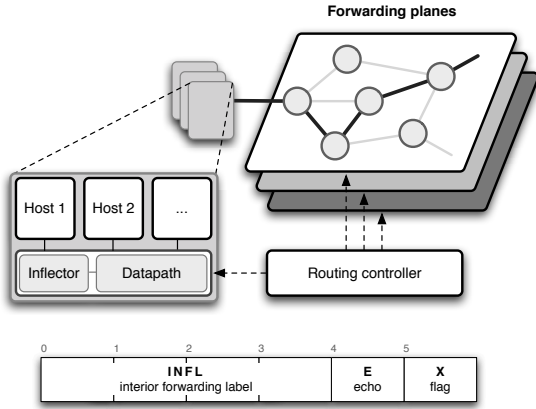 Forwarding planes
Host 1
Host 2
...
Inflector
Datapath
Routing controller
0 1 2 3 4 5
INFL E X
interior forwarding label echo flag